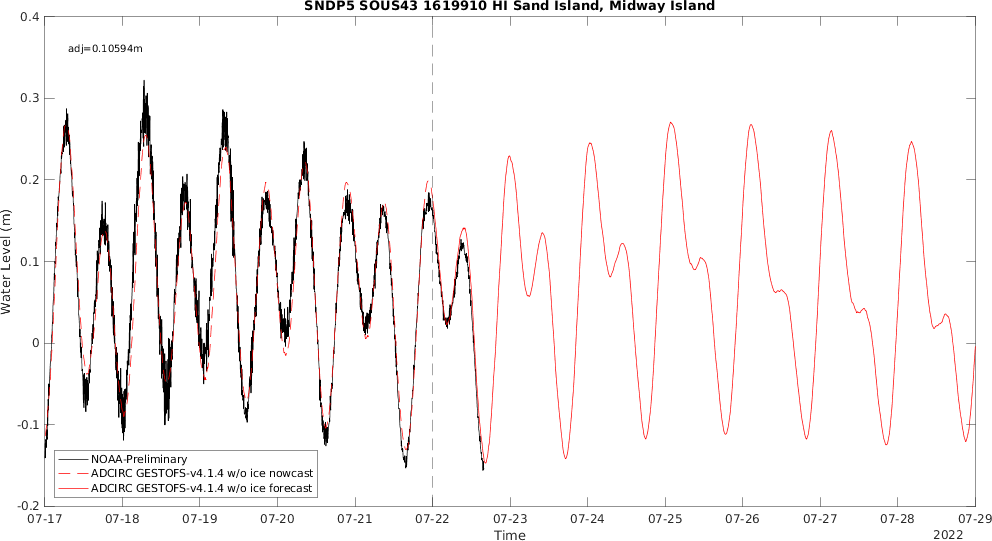 SNDP5 SOUS43 1619910 HI Sand Island, Midway Island
0.4
adj=0.10594m
0.3
0.2
0.1
0
-0.1
-0.2
Water Level (m)
NOAA-Preliminary
ADCIRC GESTOFS-v4.1.4 w/o ice nowcast
ADCIRC GESTOFS-v4.1.4 w/o ice forecast
07-17 07-18 07-19 07-20 07-21 07-22 07-23 07-24 07-25 07-26 07-27 07-28 07-29
Time
2022